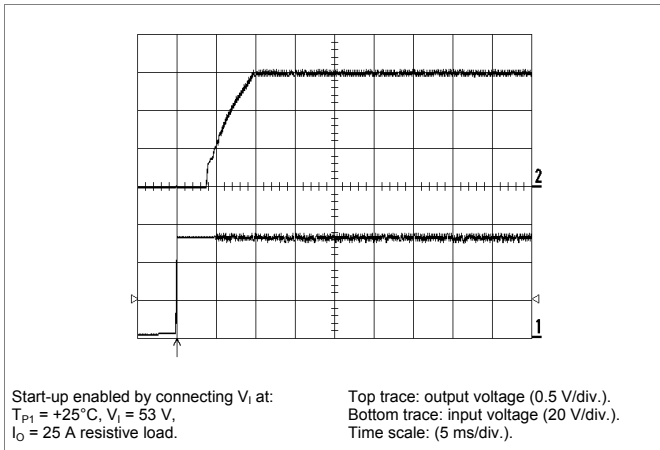 2
1
Start-up enabled by connecting VI at:
TP1 = +25°C, VI = 53 V,
IO = 25 A resistive load.
Top trace: output voltage (0.5 V/div.).
Bottom trace: input voltage (20 V/div.).
Time scale: (5 ms/div.).